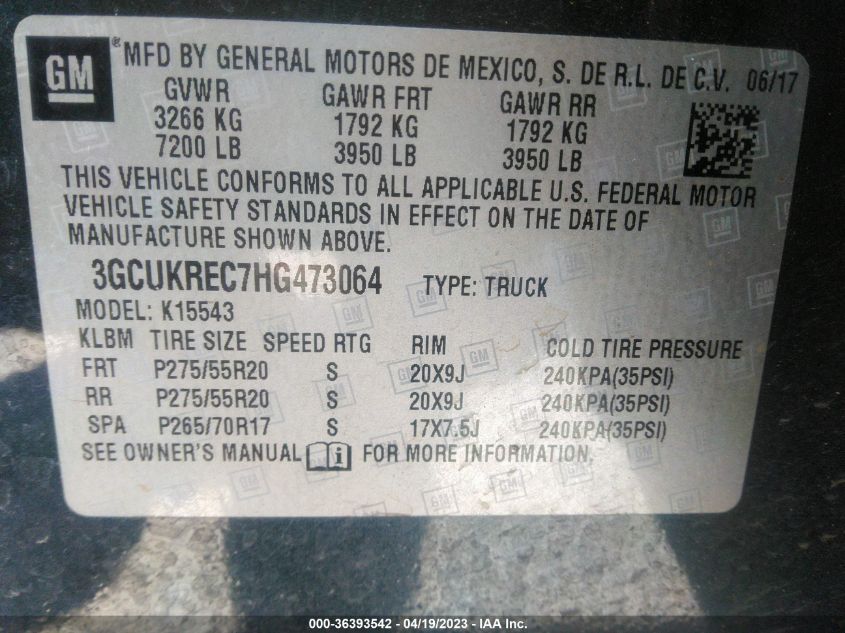 GM ® MFD BY GENERAL MOTORS DE MEXICO, S. DE R.L. DE C.V. 06/17
GVWR GAWR FRT GAWR RR
3266 KG 1792 KG 1792 KG
7200 LB 3950 LB 3950 LB
THIS VEHICLE CONFORMS TO ALL APPLICABLE U.S. FEDERAL MOTOR
VEHICLE SAFETY STANDARDS IN EFFECT ON THE DATE OF
MANUFACTURE SHOWN ABOVE.
3GCUKREC7HG473064 TYPE: TRUCK
MODEL: K15543
KLBM TIRE SIZE SPEED RTG RIM COLD TIRE PRESSURE
FRT P275/55R20 S 20X9J 240KPA(35PSI)
RR P275/55R20 S 20X9J 240KPA(35PSI)
SPA P265/70R17 S 17X7.5J 240KPA(35PSI)
SEE OWNER'S MANUAL i FOR MORE INFORMATION.
000-36393542 - 04/19/2023 - IAA Inc.